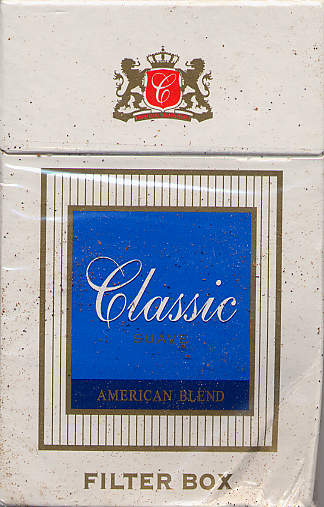 C
Classic
SUAVE
AMERICAN BLEND
FILTER BOX